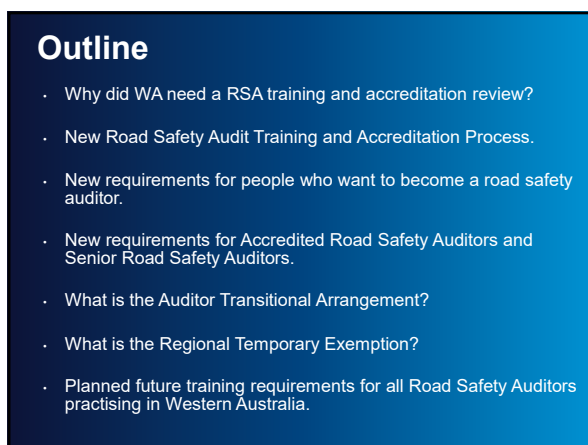 Outline
• Why did WA need a RSA training and accreditation review?
• New Road Safety Audit Training and Accreditation Process.
• New requirements for people who want to become a road safety
auditor.
• New requirements for Accredited Road Safety Auditors and
Senior Road Safety Auditors.
• What is the Auditor Transitional Arrangement?
• What is the Regional Temporary Exemption?
• Planned future training requirements for all Road Safety Auditors
practising in Western Australia.